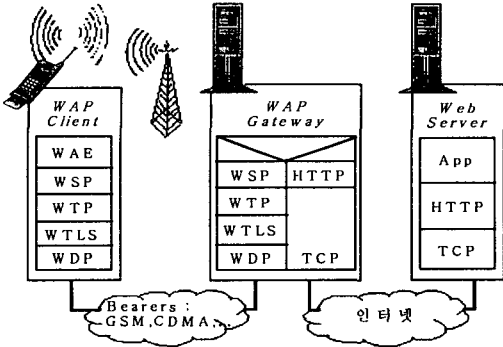 WAP
Client
WAE
WSP
WTP
WTLS
WDP
WAP
Gateway
WSP HTTP
WTP
WTLS
WDP TCP
Web
Server
App
HTTP
TCP
Bearers :
GSM,CDMA,...
인터넷